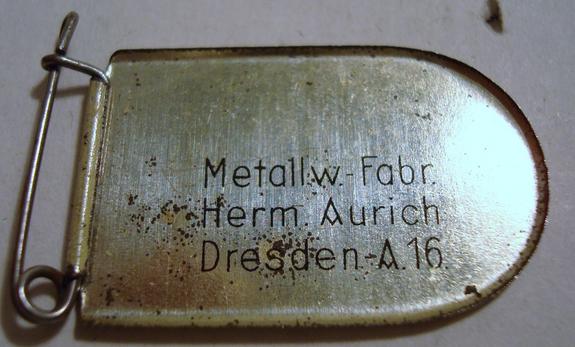 Metallw.-Fabr.
Herm. Aurich
Dresden-A.16.